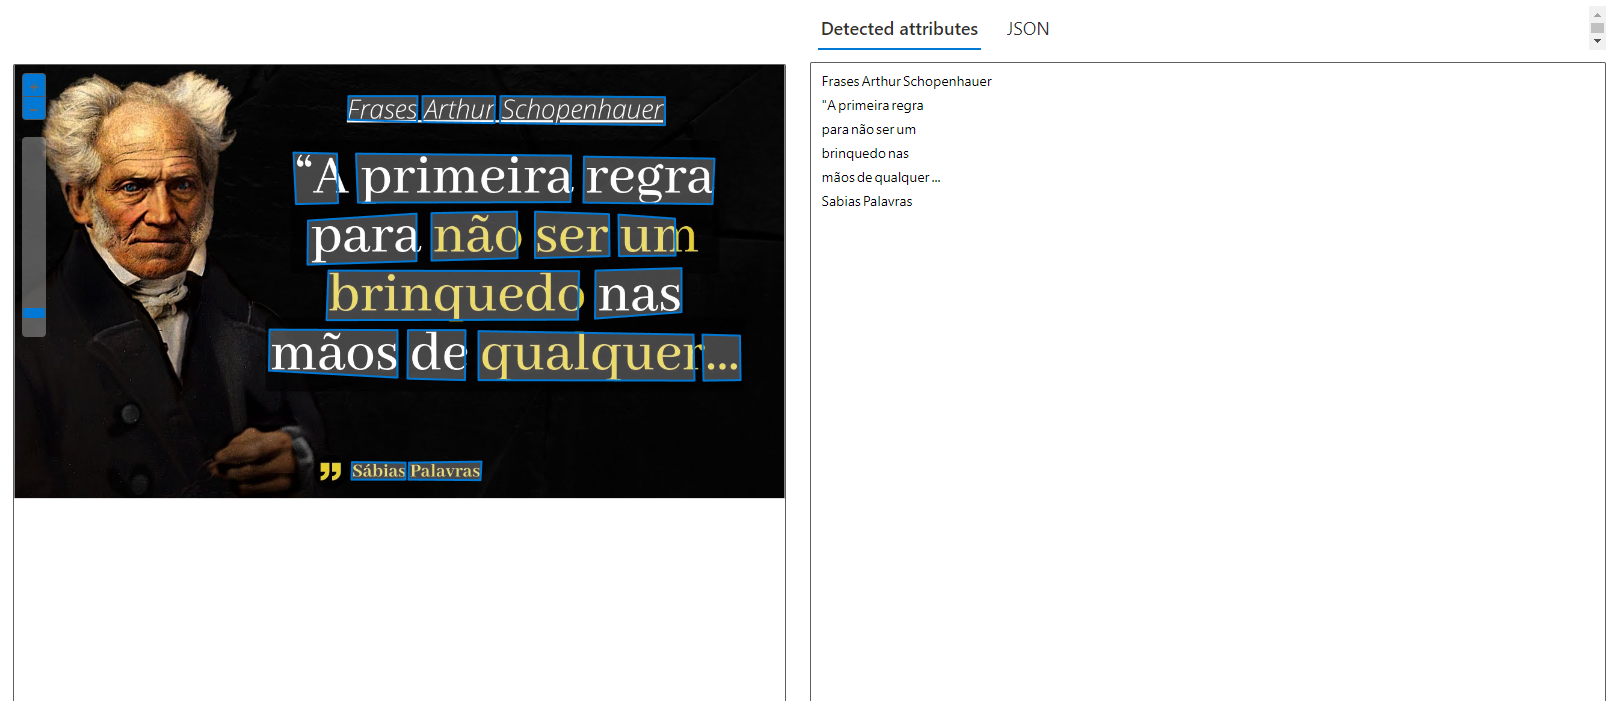 Detected attributes JSON
Frases Arthur Schopenhauer
“A primeira regra
para não ser um
brinquedo nas
mãos de qualquer...
Sábias Palavras
Frases Arthur Schopenhauer
"A primeira regra
para não ser um
brinquedo nas
mãos de qualquer ...
Sabias Palavras